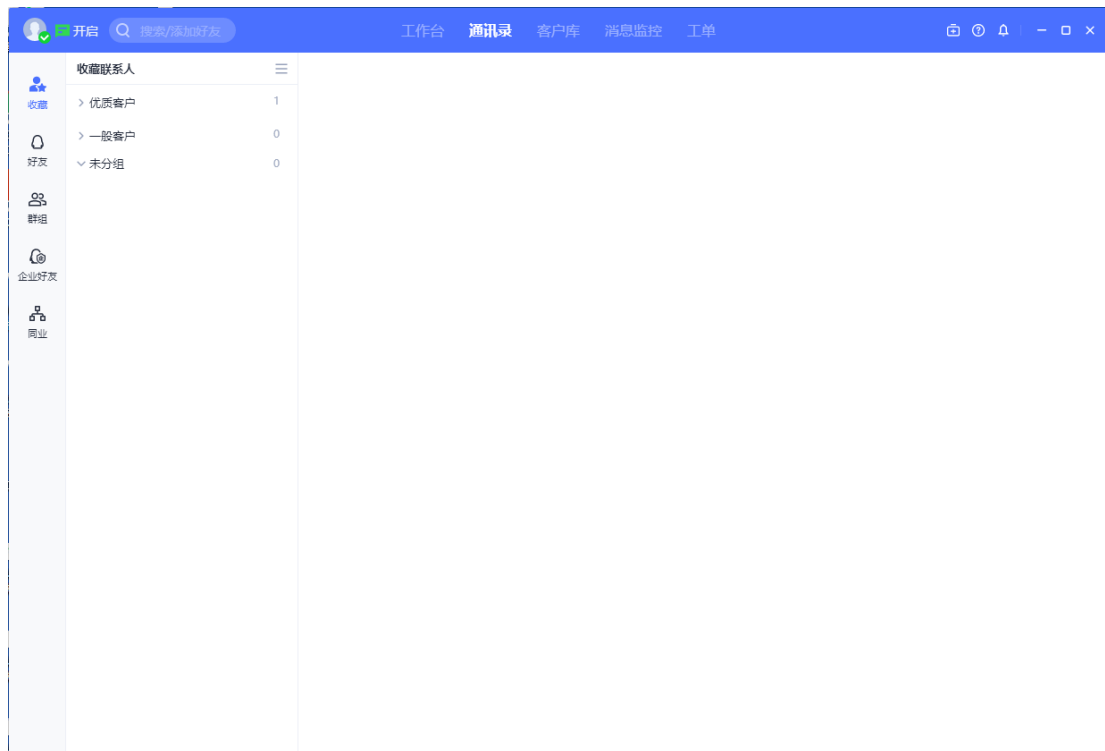 开启 搜索/添加好友 工作台 通讯录 客户库 消息监控 工单
收藏联系人
收藏
优质客户 1
一般客户 0
好友
未分组 0
群组
企业好友
同业